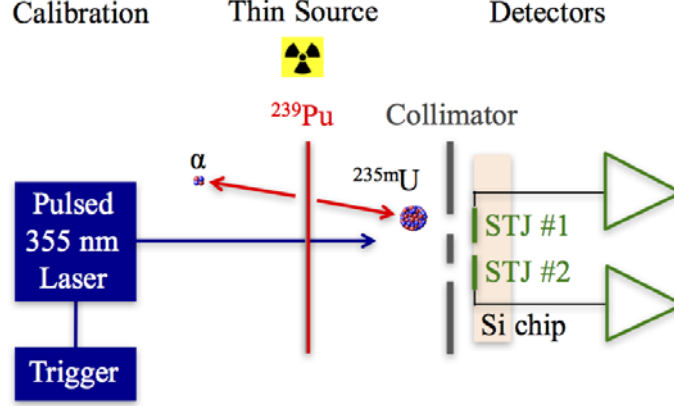 Calibration
Thin Source
Detectors
²³⁹Pu
Collimator
α
²³⁵ᵐU
Pulsed
355 nm
Laser
STJ #1
STJ #2
Si chip
Trigger